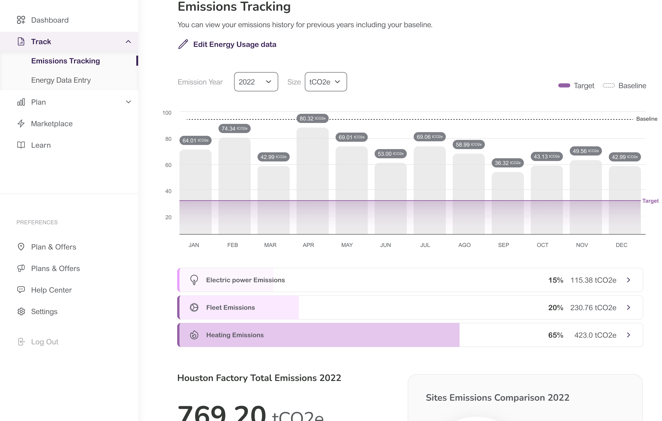 Dashboard
Track
Emissions Tracking
Energy Data Entry
Plan
Marketplace
Learn
PREFERENCES
Plan & Offers
Plans & Offers
Help Center
Settings
Log Out
Emissions Tracking
You can view your emissions history for previous years including your baseline.
Edit Energy Usage data
Emission Year 2022 Size tCO2e
Target Baseline
100
80
60
40
20
Baseline
Target
64.01 tCO2e
74.34 tCO2e
42.99 tCO2e
80.32 tCO2e
69.01 tCO2e
53.00 tCO2e
69.06 tCO2e
58.99 tCO2e
36.32 tCO2e
43.13 tCO2e
49.56 tCO2e
42.99 tCO2e
JAN FEB MAR APR MAY JUN JUL AGO SEP OCT NOV DEC
Electric power Emissions 15% 115.38 tCO2e
Fleet Emissions 20% 230.76 tCO2e
Heating Emissions 65% 423.0 tCO2e
Houston Factory Total Emissions 2022
769.20 tCO2e
Sites Emissions Comparison 2022